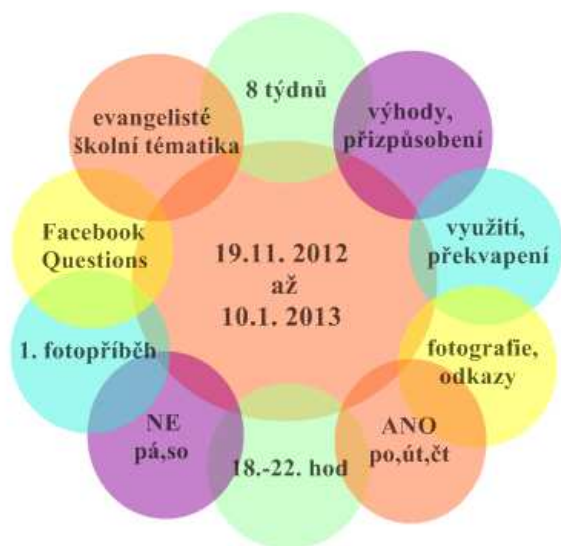 8 týdnů
výhody,
přizpůsobení
využití,
překvapení
fotografie,
odkazy
ANO
po,út,čt
18.-22. hod
NE
pá,so
1. fotopříběh
Facebook
Questions
evangelisté
školní tématika
19.11. 2012
až
10.1. 2013